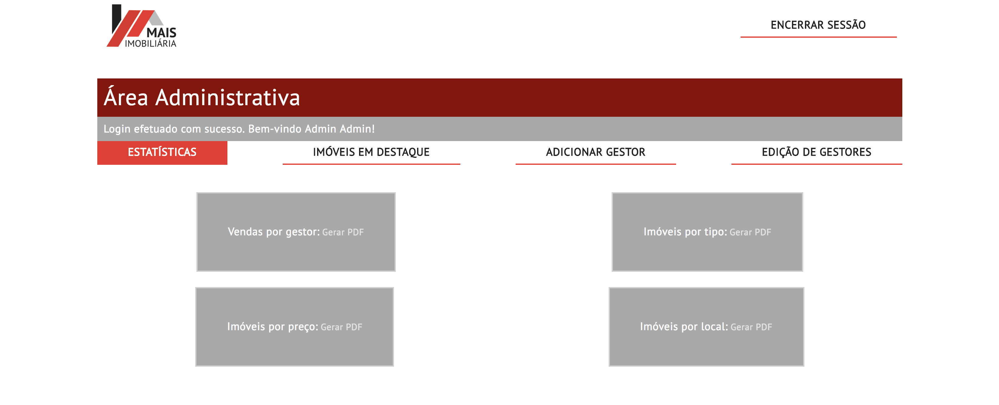 MAIS
IMOBILIÁRIA
ENCERRAR SESSÃO
Área Administrativa
Login efetuado com sucesso. Bem-vindo Admin Admin!
ESTATÍSTICAS
IMÓVEIS EM DESTAQUE
ADICIONAR GESTOR
EDIÇÃO DE GESTORES
Vendas por gestor: Gerar PDF
Imóveis por tipo: Gerar PDF
Imóveis por preço: Gerar PDF
Imóveis por local: Gerar PDF